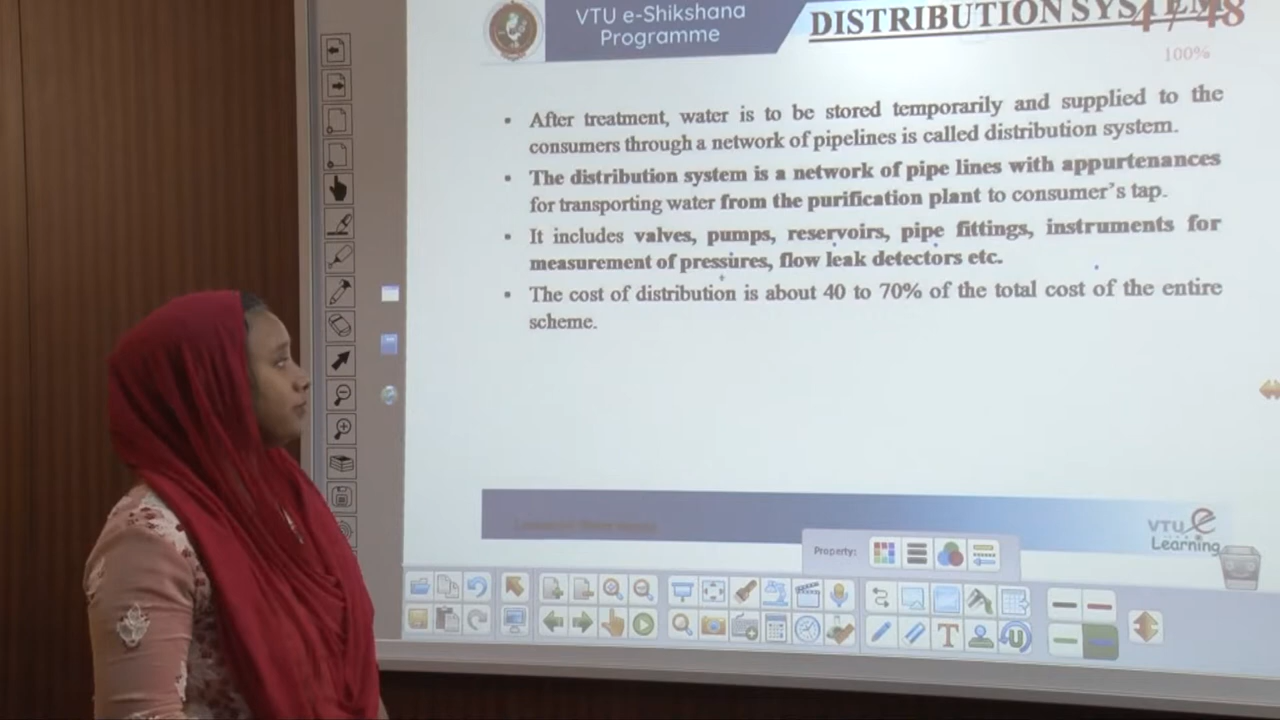 VTU e-Shikshana
Programme
DISTRIBUTION SYSTEM
4 / 48
100%
After treatment, water is to be stored temporarily and supplied to the
consumers through a network of pipelines is called distribution system.
The distribution system is a network of pipe lines with appurtenances
for transporting water from the purification plant to consumer's tap.
It includes valves, pumps, reservoirs, pipe fittings, instruments for
measurement of pressures, flow leak detectors etc.
The cost of distribution is about 40 to 70% of the total cost of the entire
scheme.
VTU e
Learning
Property: